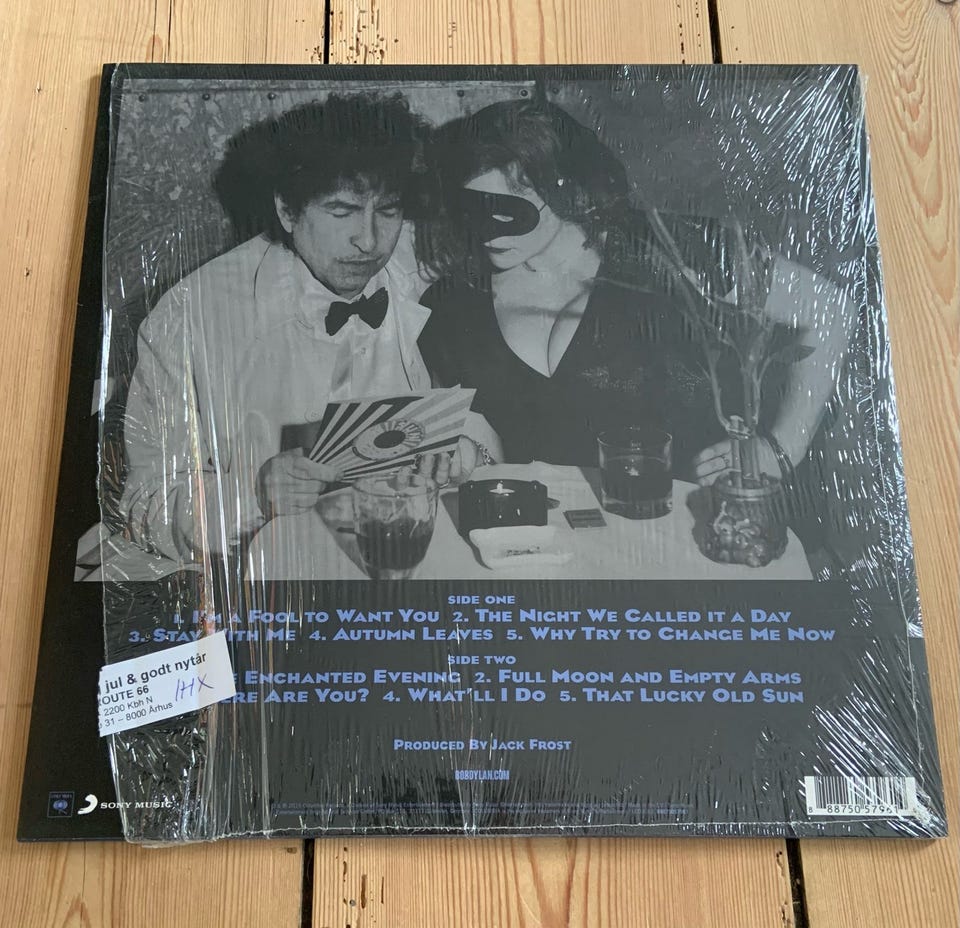 SIDE ONE
1. I'm a Fool to Want You 2. The Night We Called it a Day
3. Stay With Me 4. Autumn Leaves 5. Why Try to Change Me Now
SIDE TWO
Enchanted Evening 2. Full Moon and Empty Arms
ere Are You? 4. What'll I Do 5. That Lucky Old Sun
jul & godt nytår
ROUTE 66
2200 Kbh N
31 – 8000 Århus
Produced By Jack Frost
BOBDYLAN.COM
SONY MUSIC
8 88750 5796